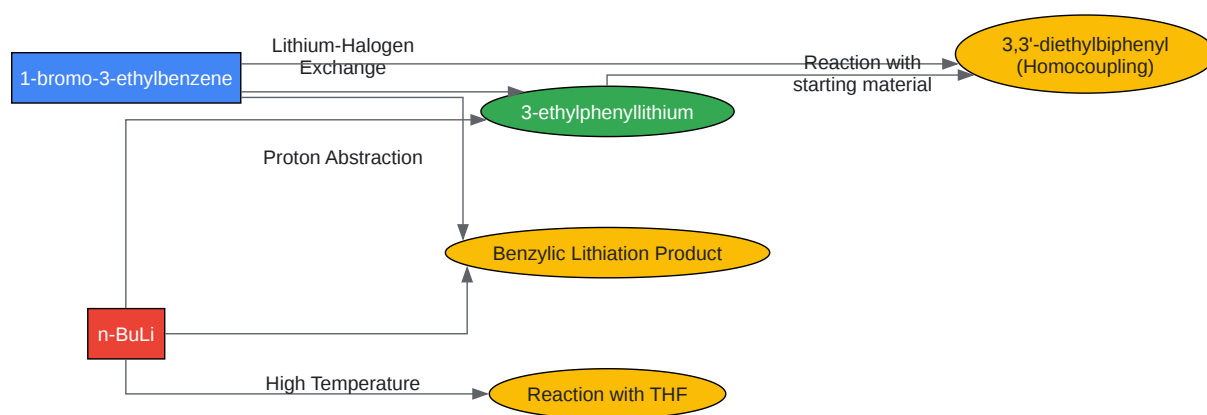 1-bromo-3-ethylbenzene
Lithium-Halogen
Exchange
3,3'-diethylbiphenyl
(Homocoupling)
Reaction with
starting material
3-ethylphenyllithium
Proton Abstraction
Benzylic Lithiation Product
n-BuLi
High Temperature
Reaction with THF